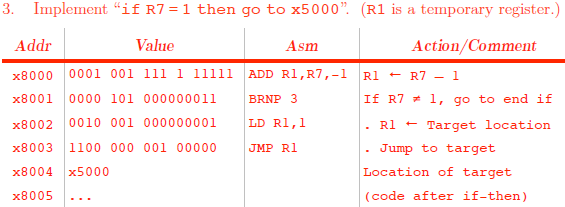 3. Implement “if R7 = 1 then go to x5000”. (R1 is a temporary register.)
Addr Value Asm Action/Comment
x8000 0001 001 111 1 11111 ADD R1,R7,-1 R1 ← R7 – 1
x8001 0000 101 000000011 BRNP 3 If R7 ≠ 1, go to end if
x8002 0010 001 000000001 LD R1,1 . R1 ← Target location
x8003 1100 000 001 00000 JMP R1 . Jump to target
x8004 x5000 Location of target
x8005 ... (code after if-then)